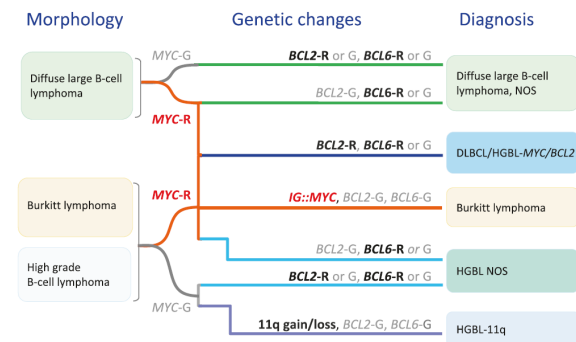 Morphology
Genetic changes
Diagnosis
MYC-G
BCL2-R or G, BCL6-R or G
Diffuse large B-cell
lymphoma
Diffuse large B-cell
lymphoma, NOS
BCL2-G, BCL6-R or G
MYC-R
BCL2-R, BCL6-R or G
DLBCL/HGBL-MYC/BCL2
MYC-R
Burkitt lymphoma
IG::MYC, BCL2-G, BCL6-G
Burkitt lymphoma
BCL2-G, BCL6-R or G
High grade
B-cell lymphoma
HGBL NOS
BCL2-R or G, BCL6-R or G
MYC-G
11q gain/loss, BCL2-G, BCL6-G
HGBL-11q